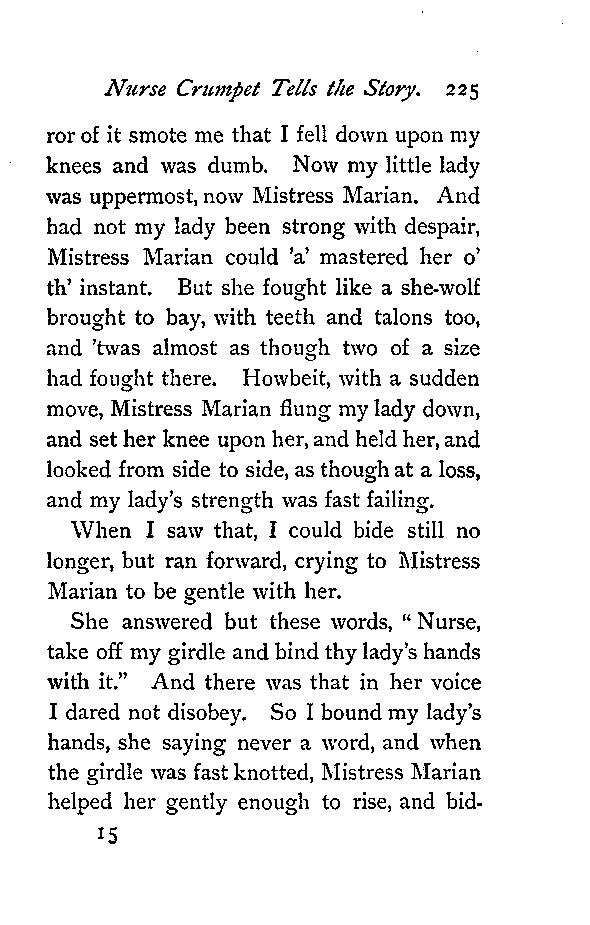 Nurse Crumpet Tells the Story. 225
ror of it smote me that I fell down upon my
knees and was dumb. Now my little lady
was uppermost, now Mistress Marian. And
had not my lady been strong with despair,
Mistress Marian could 'a' mastered her o'
th' instant. But she fought like a she-wolf
brought to bay, with teeth and talons too,
and 'twas almost as though two of a size
had fought there. Howbeit, with a sudden
move, Mistress Marian flung my lady down,
and set her knee upon her, and held her, and
looked from side to side, as though at a loss,
and my lady's strength was fast failing.
When I saw that, I could bide still no
longer, but ran forward, crying to Mistress
Marian to be gentle with her.
She answered but these words, "Nurse,
take off my girdle and bind thy lady's hands
with it." And there was that in her voice
I dared not disobey. So I bound my lady's
hands, she saying never a word, and when
the girdle was fast knotted, Mistress Marian
helped her gently enough to rise, and bid-
15